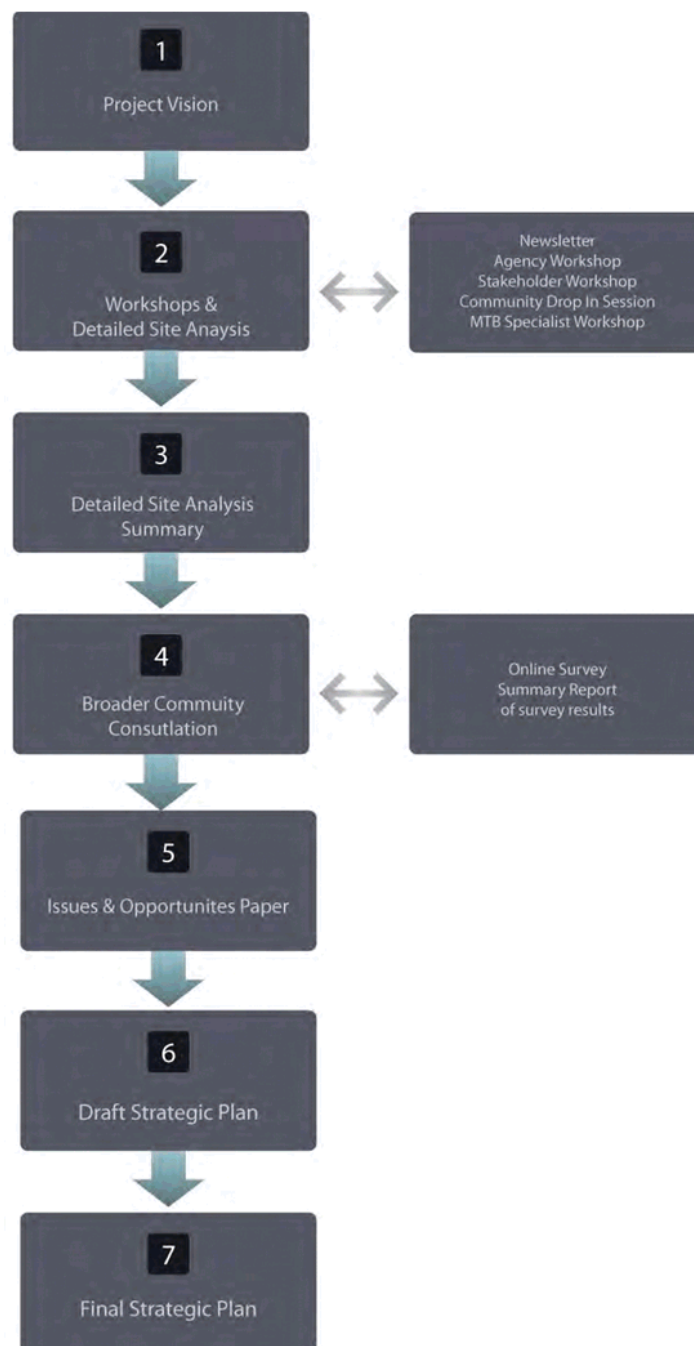 1
Project Vision
2
Workshops &
Detailed Site Anaysis
Newsletter
Agency Workshop
Stakeholder Workshop
Community Drop In Session
MTB Specialist Workshop
3
Detailed Site Analysis
Summary
4
Broader Commuity
Consutlation
Online Survey
Summary Report
of survey results
5
Issues & Opportunites Paper
6
Draft Strategic Plan
7
Final Strategic Plan